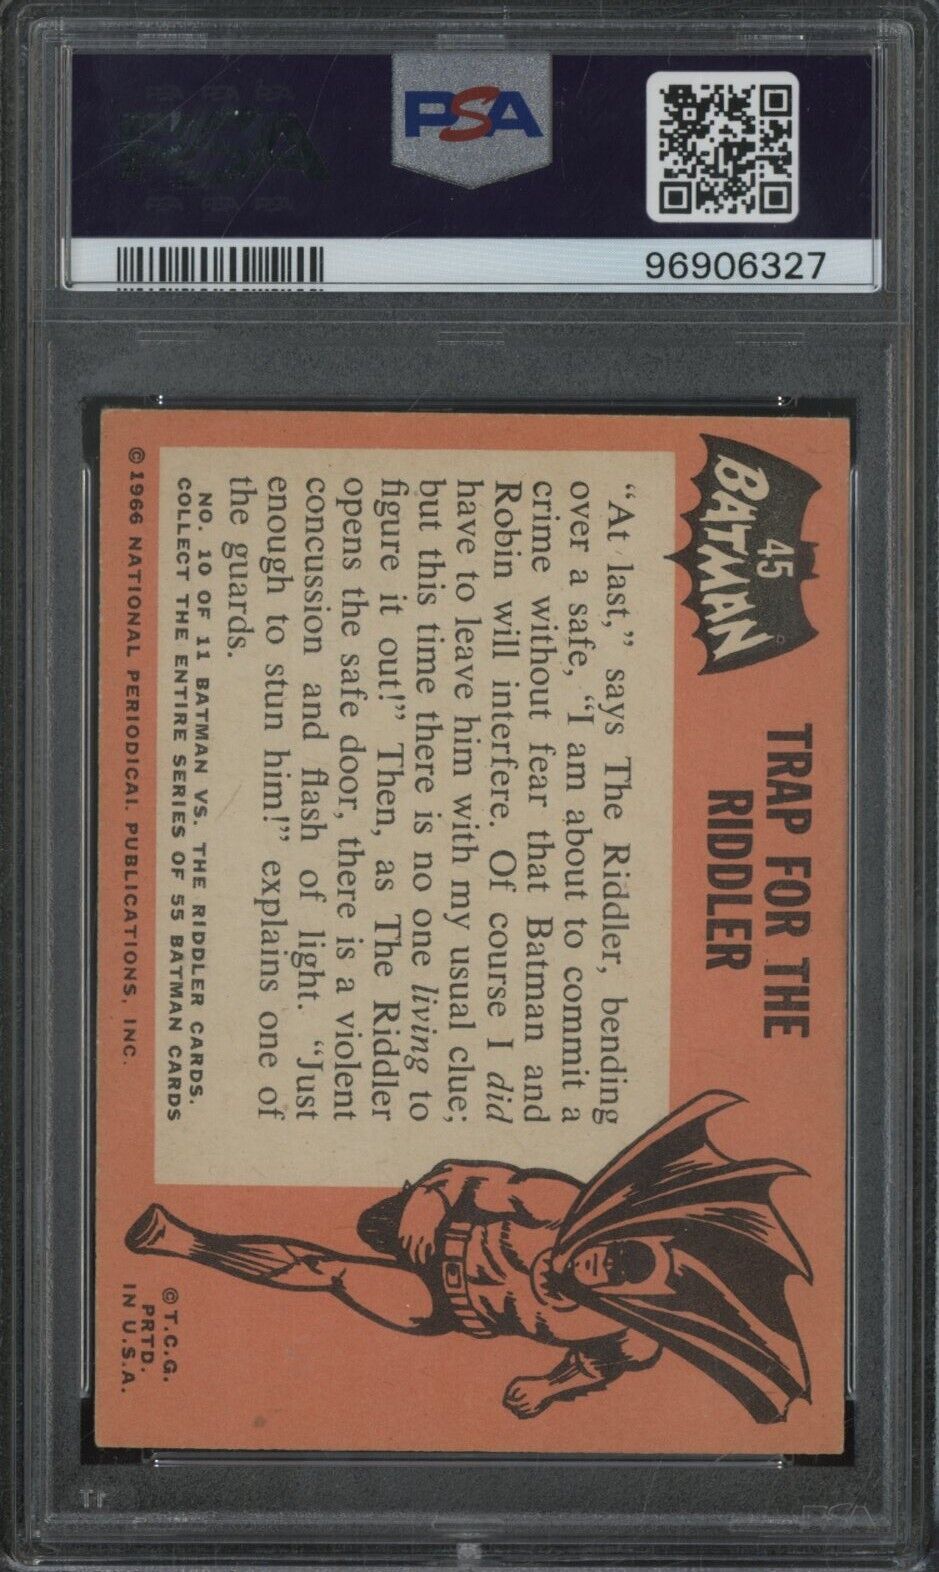 PSA
96906327
45
BATMAN
TRAP FOR THE
RIDDLER
“At last,” says The Riddler, bending
over a safe, “I am about to commit a
crime without fear that Batman and
Robin will interfere. Of course I did
have to leave him with my usual clue;
but this time there is no one living to
figure it out!” Then, as The Riddler
opens the safe door, there is a violent
concussion and flash of light. “Just
enough to stun him!” explains one of
the guards.
NO. 10 OF 11 BATMAN VS. THE RIDDLER CARDS.
COLLECT THE ENTIRE SERIES OF 55 BATMAN CARDS
©1966 NATIONAL PERIODICAL PUBLICATIONS, INC.
©T.C.G.
PRTD.
IN U.S.A.
PSA